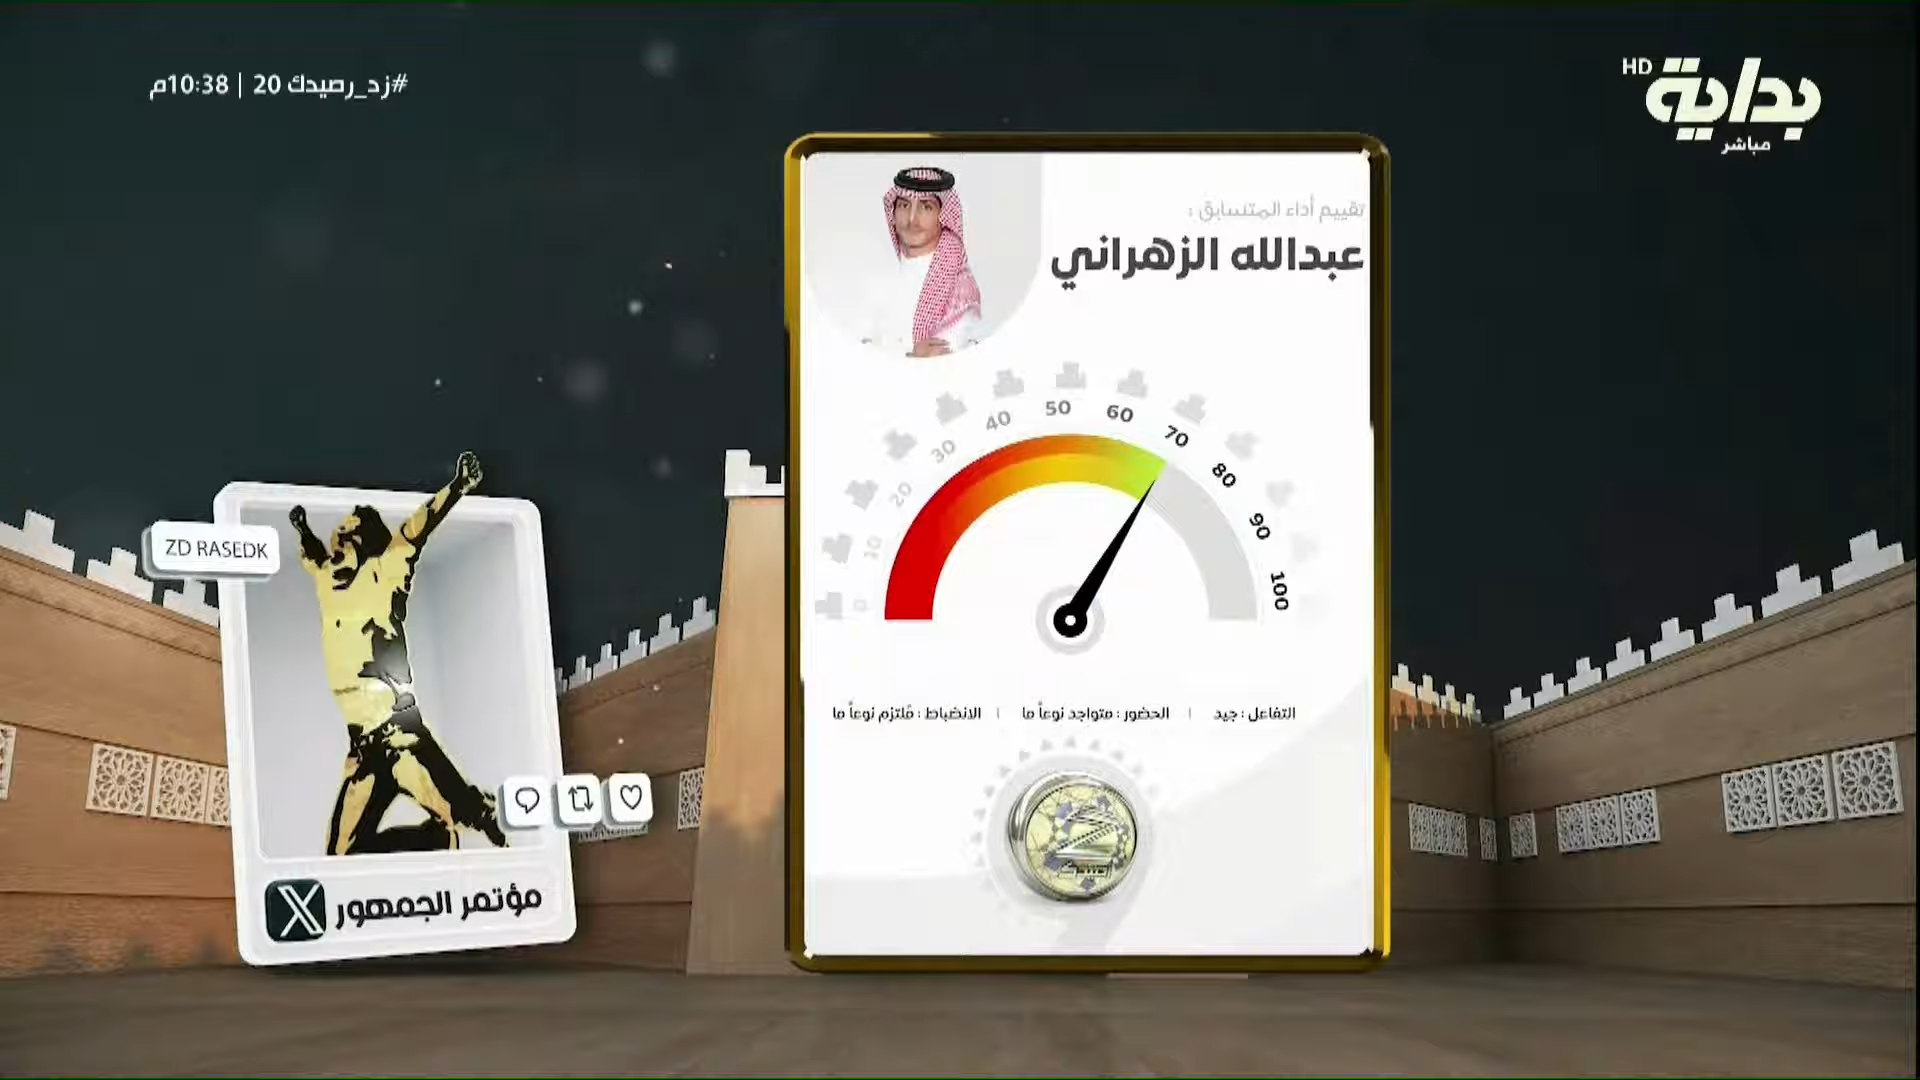 #زد_رصيدك 20 | 10:38م
HD
بداية
مباشر
تقييم أداء المتسابق :
عبدالله الزهراني
0
10
20
30
40
50
60
70
80
90
100
التفاعل : جيد | الحضور : متواجد نوعاً ما | الانضباط : مُلتزم نوعاً ما
ZD RASEDK
مؤتمر الجمهور X